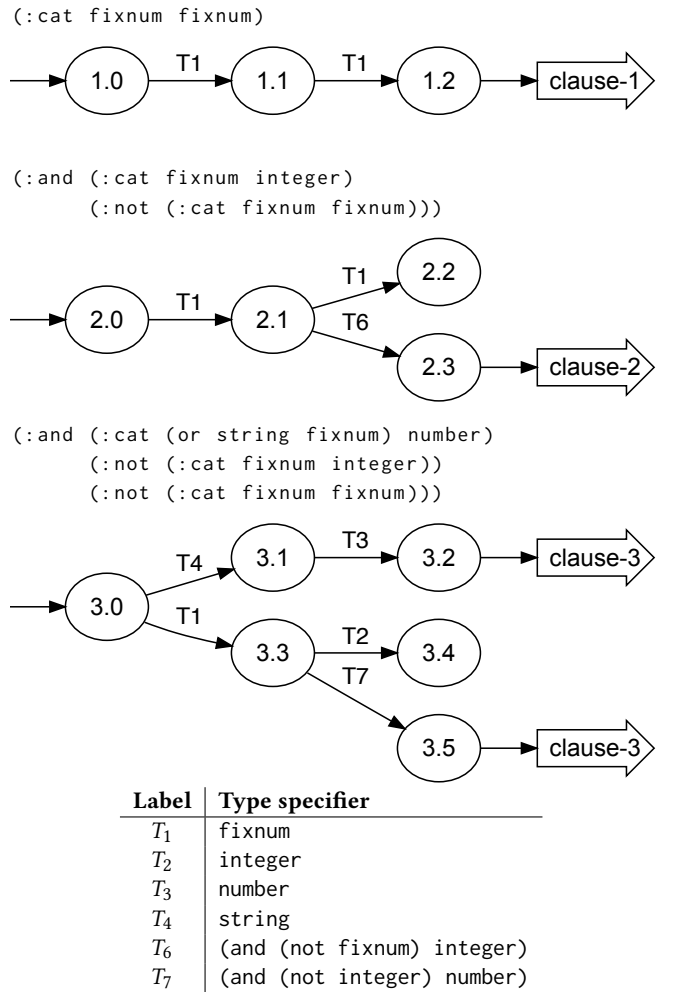 (:cat fixnum fixnum)
1.0 T1 1.1 T1 1.2 clause-1
(:and (:cat fixnum integer)
(:not (:cat fixnum fixnum)))
T1 2.2
2.0 T1 2.1
T6
2.3 clause-2
(:and (:cat (or string fixnum) number)
(:not (:cat fixnum integer))
(:not (:cat fixnum fixnum)))
T4 3.1 T3 3.2 clause-3
3.0
T1 3.3 T2 3.4
T7
3.5 clause-3
Label Type specifier
T1 fixnum
T2 integer
T3 number
T4 string
T6 (and (not fixnum) integer)
T7 (and (not integer) number)